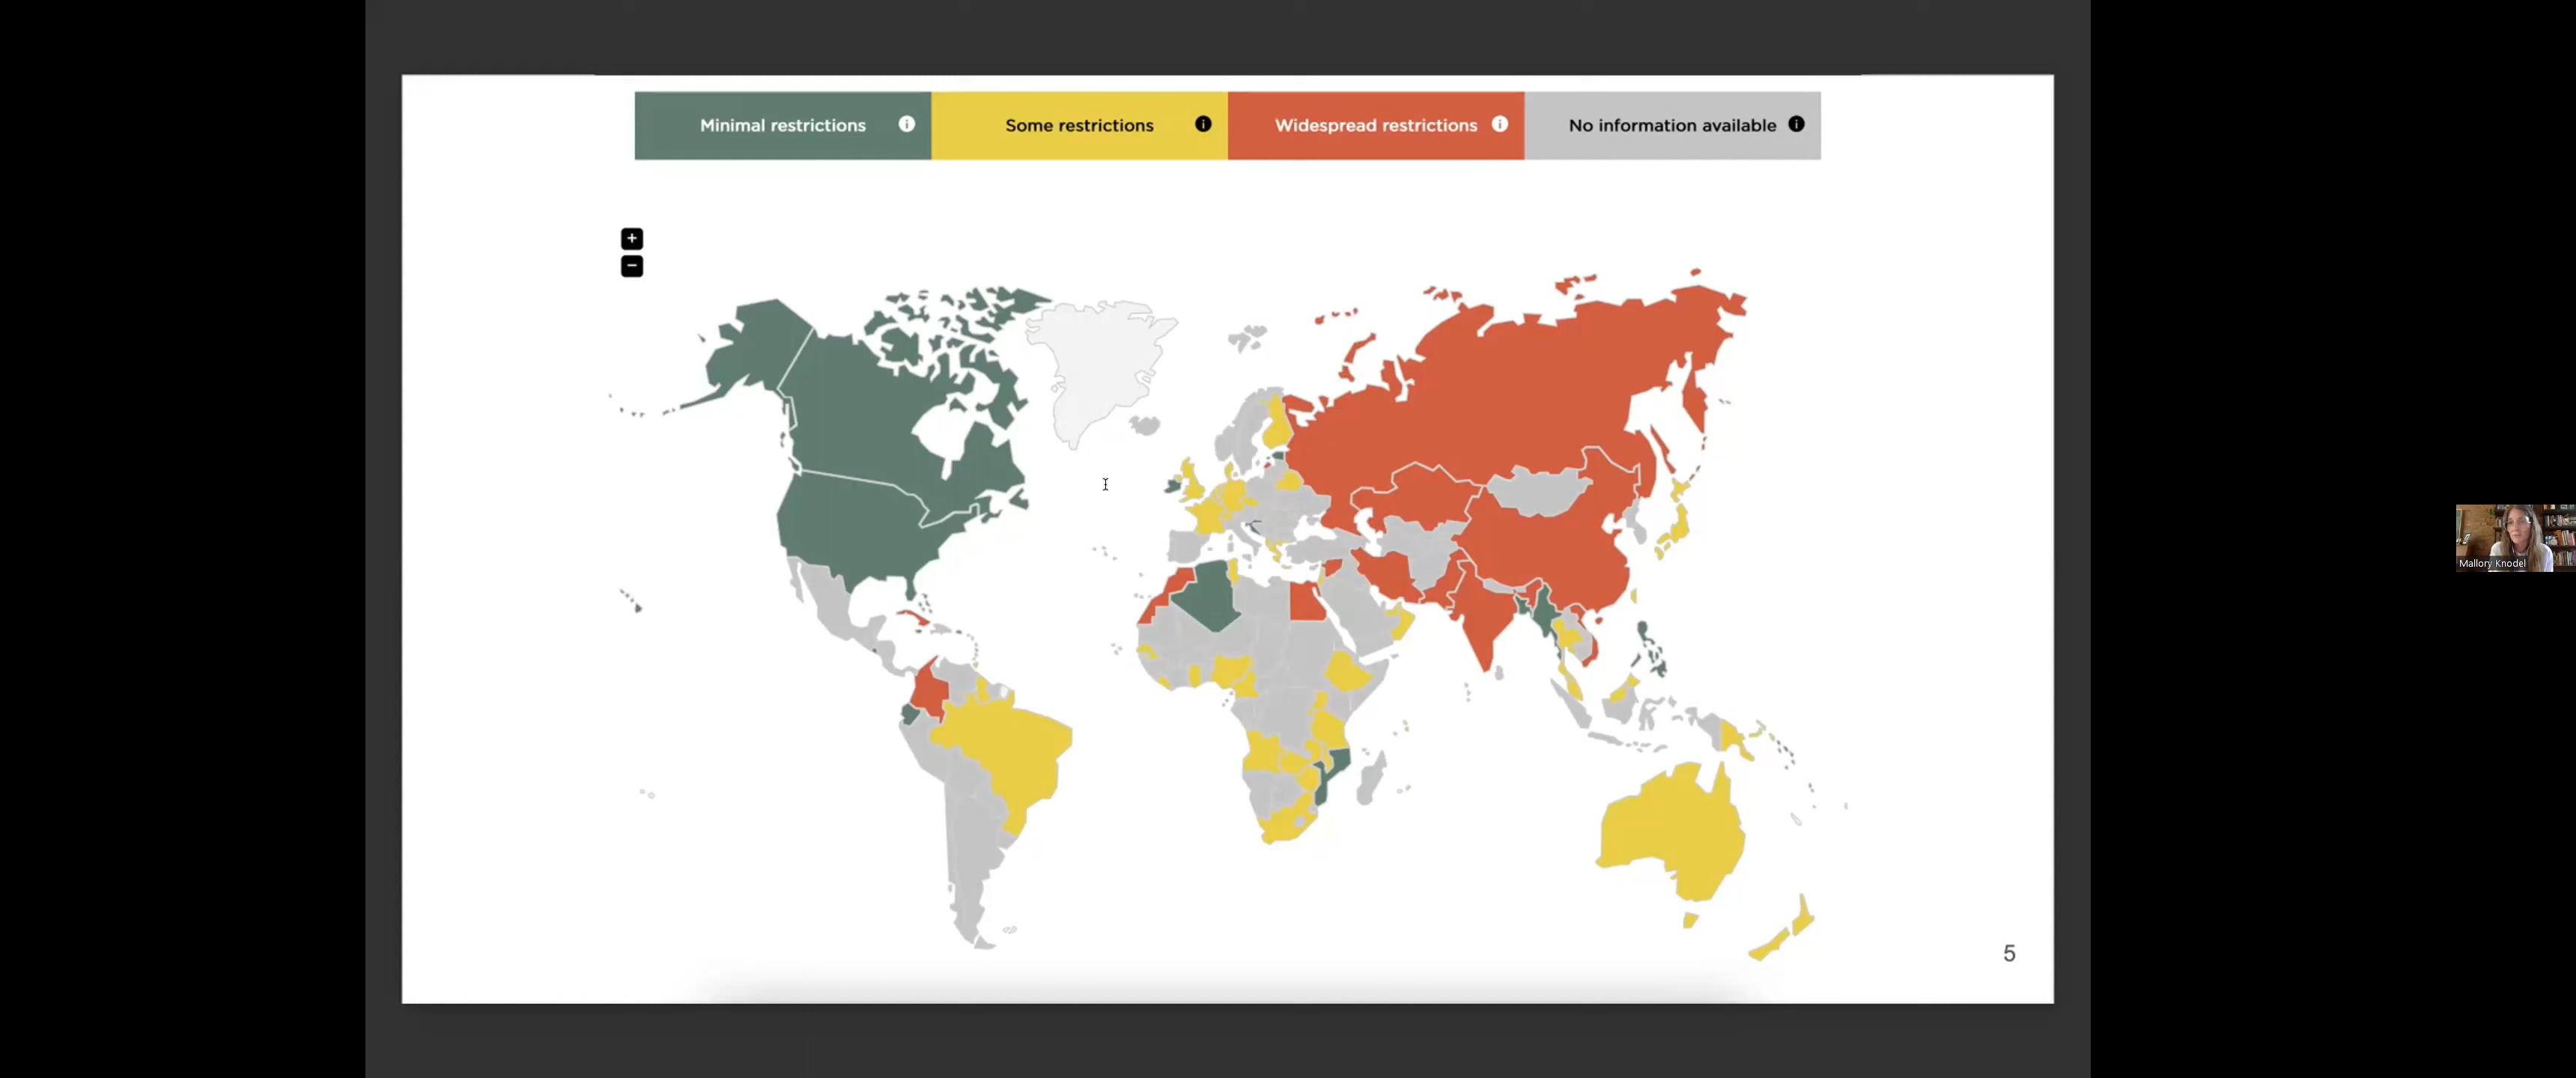 Minimal restrictions
Some restrictions
Widespread restrictions
No information available
5
Mallory Knodel